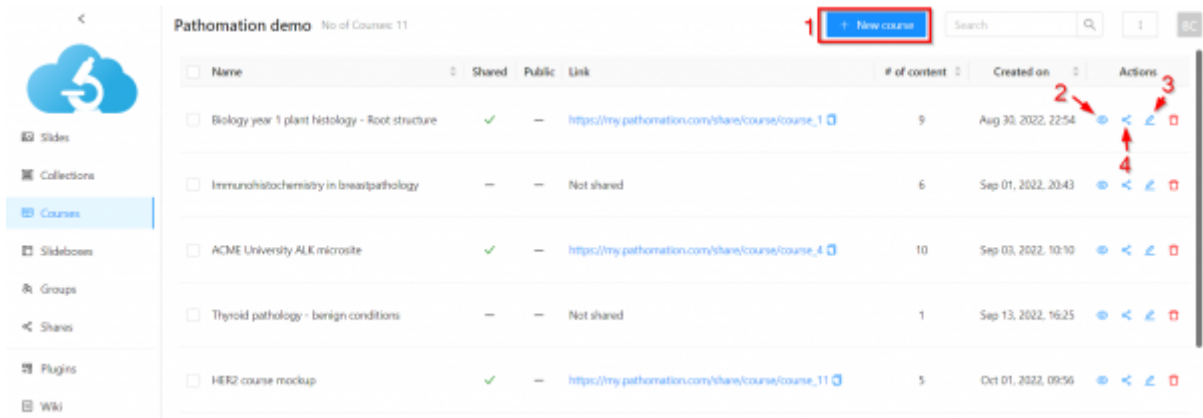 <
Pathomation demo No of Courses: 11
1
+ New course
Search
BC
Name Shared Public Link # of content Created on Actions
2
3
4
Biology year 1 plant histology - Root structure — https://my.pathomation.com/share/course/course_1 9 Aug 30, 2022, 22:54
Immunohistochemistry in breastpathology — — Not shared 6 Sep 01, 2022, 20:43
ACME University ALK microsite — https://my.pathomation.com/share/course/course_4 10 Sep 03, 2022, 10:10
Thyroid pathology - benign conditions — — Not shared 1 Sep 13, 2022, 16:25
HER2 course mockup — https://my.pathomation.com/share/course/course_11 5 Oct 01, 2022, 09:56
Slides
Collections
Courses
Slideboxes
Groups
Shares
Plugins
Wiki